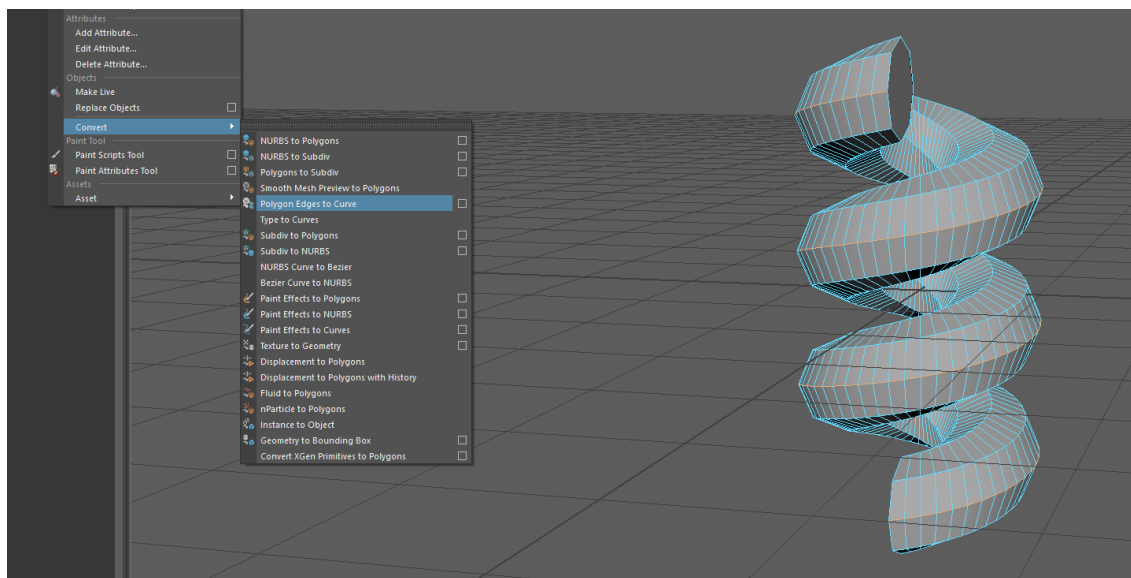 Attributes
Add Attribute...
Edit Attribute...
Delete Attribute...
Objects
Make Live
Replace Objects
Convert
Paint Tool
Paint Scripts Tool
Paint Attributes Tool
Assets
Asset
NURBS to Polygons
NURBS to Subdiv
Polygons to Subdiv
Smooth Mesh Preview to Polygons
Polygon Edges to Curve
Type to Curves
Subdiv to Polygons
Subdiv to NURBS
NURBS Curve to Bezier
Bezier Curve to NURBS
Paint Effects to Polygons
Paint Effects to NURBS
Paint Effects to Curves
Texture to Geometry
Displacement to Polygons
Displacement to Polygons with History
Fluid to Polygons
nParticle to Polygons
Instance to Object
Geometry to Bounding Box
Convert XGen Primitives to Polygons